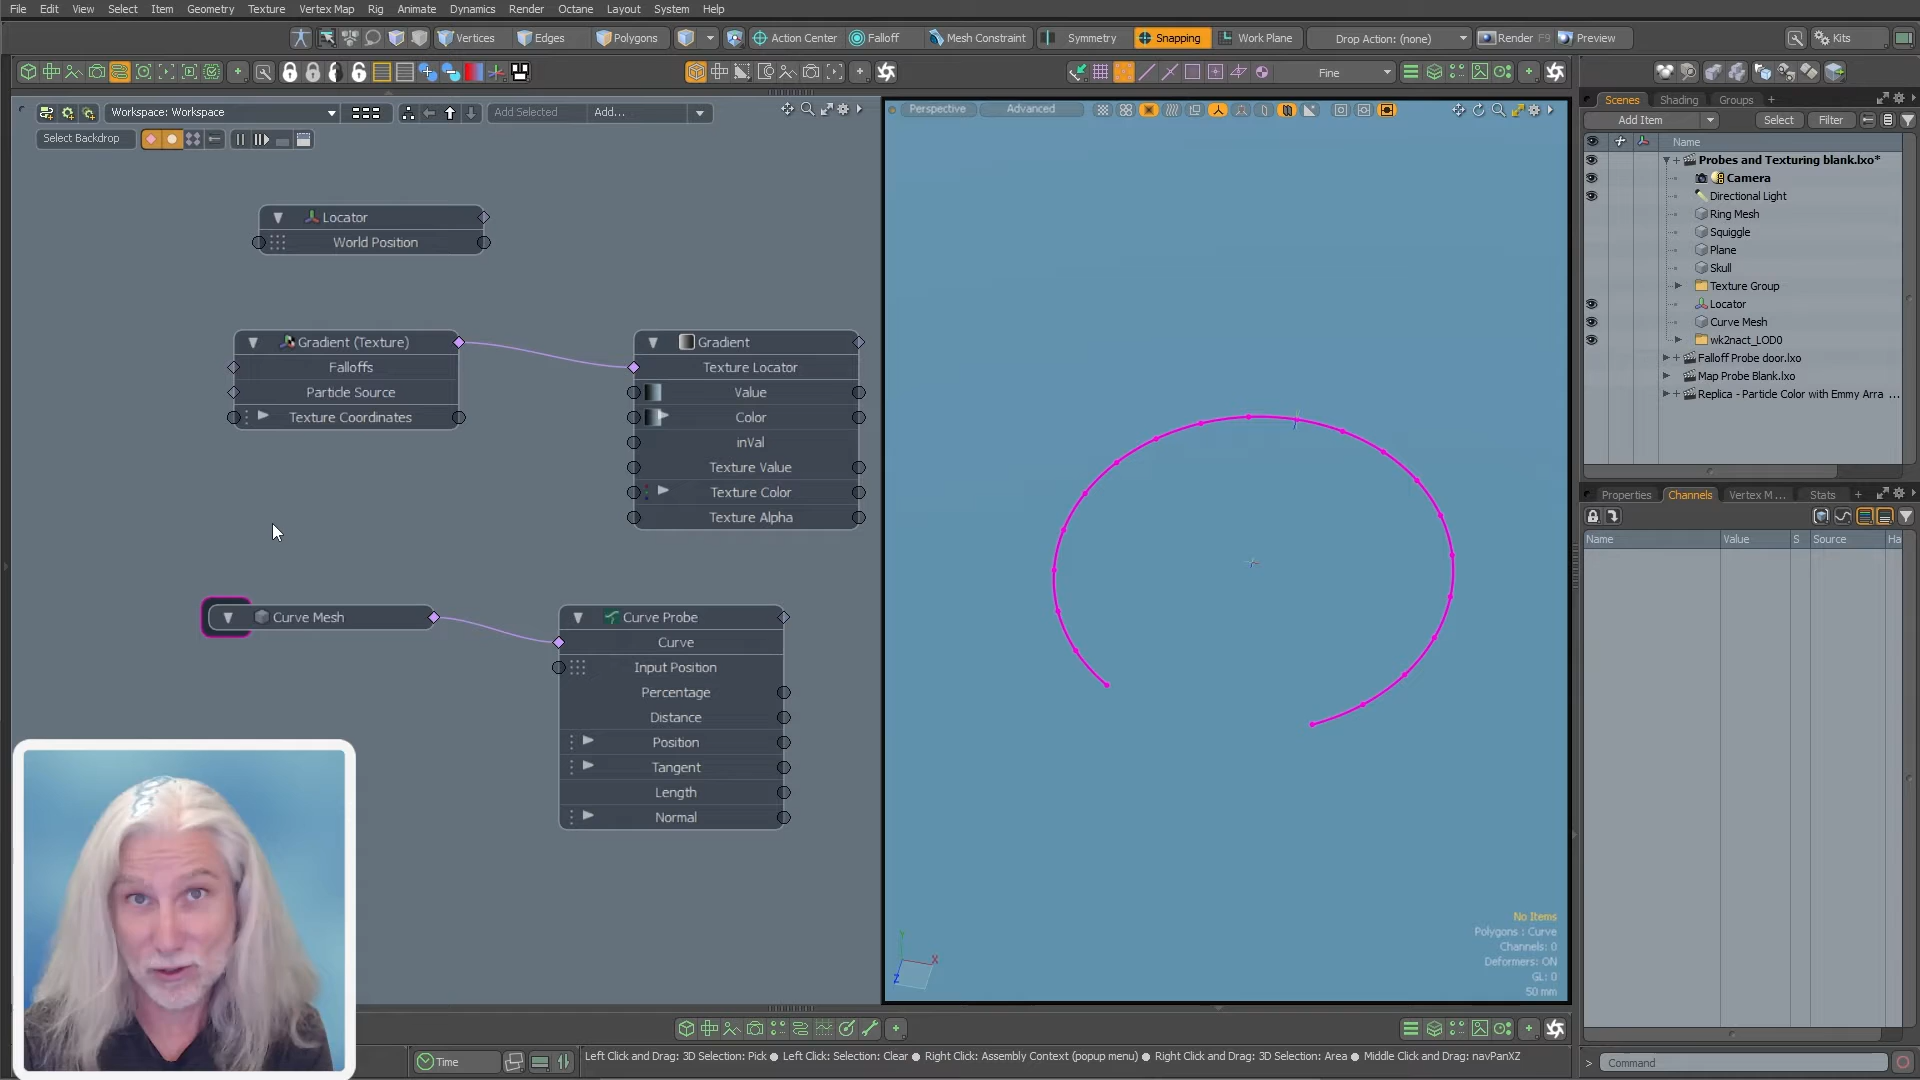 File Edit View Select Item Geometry Texture Vertex Map Rig Animate Dynamics Render Octane Layout System Help
Vertices Edges Polygons Action Center Falloff Mesh Constraint Symmetry Snapping Work Plane Drop Action: (none) Render F9 Preview Kits
Fine
Workspace: Workspace Add Selected Add...
Select Backdrop
Perspective Advanced
Locator
World Position
Gradient (Texture)
Falloffs
Particle Source
Texture Coordinates
Gradient
Texture Locator
Value
Color
inVal
Texture Value
Texture Color
Texture Alpha
Curve Mesh
Curve Probe
Curve
Input Position
Percentage
Distance
Position
Tangent
Length
Normal
No Items
Polygons : Curve
Channels: 0
Deformers: ON
GL: 0
50 mm
Y
X
Z
Scenes Shading Groups +
Add Item Select Filter
Name
Probes and Texturing blank.lxo*
Camera
Directional Light
Ring Mesh
Squiggle
Plane
Skull
Texture Group
Locator
Curve Mesh
wk2nact_LOD0
Falloff Probe door.lxo
Map Probe Blank.lxo
Replica - Particle Color with Emmy Arra ...
Properties Channels Vertex M ... Stats +
Name Value S Source Ha
Time
Left Click and Drag: 3D Selection: Pick ● Left Click: Selection: Clear ● Right Click: Assembly Context (popup menu) ● Right Click and Drag: 3D Selection: Area ● Middle Click and Drag: navPanXZ
> Command